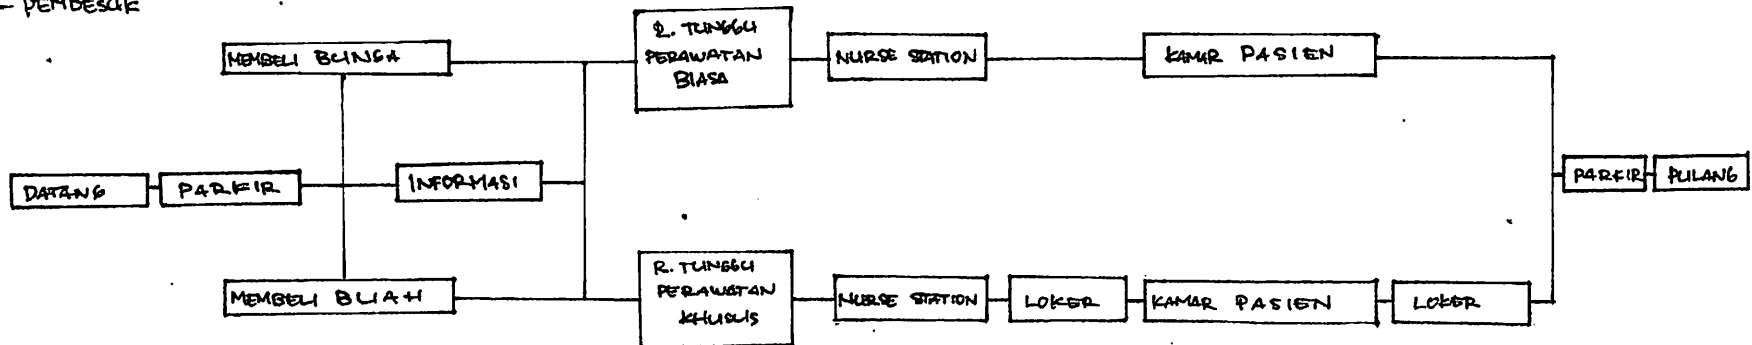 - PEMBESUK
MEMBELI BUNGA
R. TUNGGU
PERAWATAN
BIASA
NURSE STATION
KAMAR PASIEN
DATANG
PARKIR
INFORMASI
PARKIR
PULANG
MEMBELI BUAH
R. TUNGGU
PERAWATAN
KHUSUS
NURSE STATION
LOKER
KAMAR PASIEN
LOKER